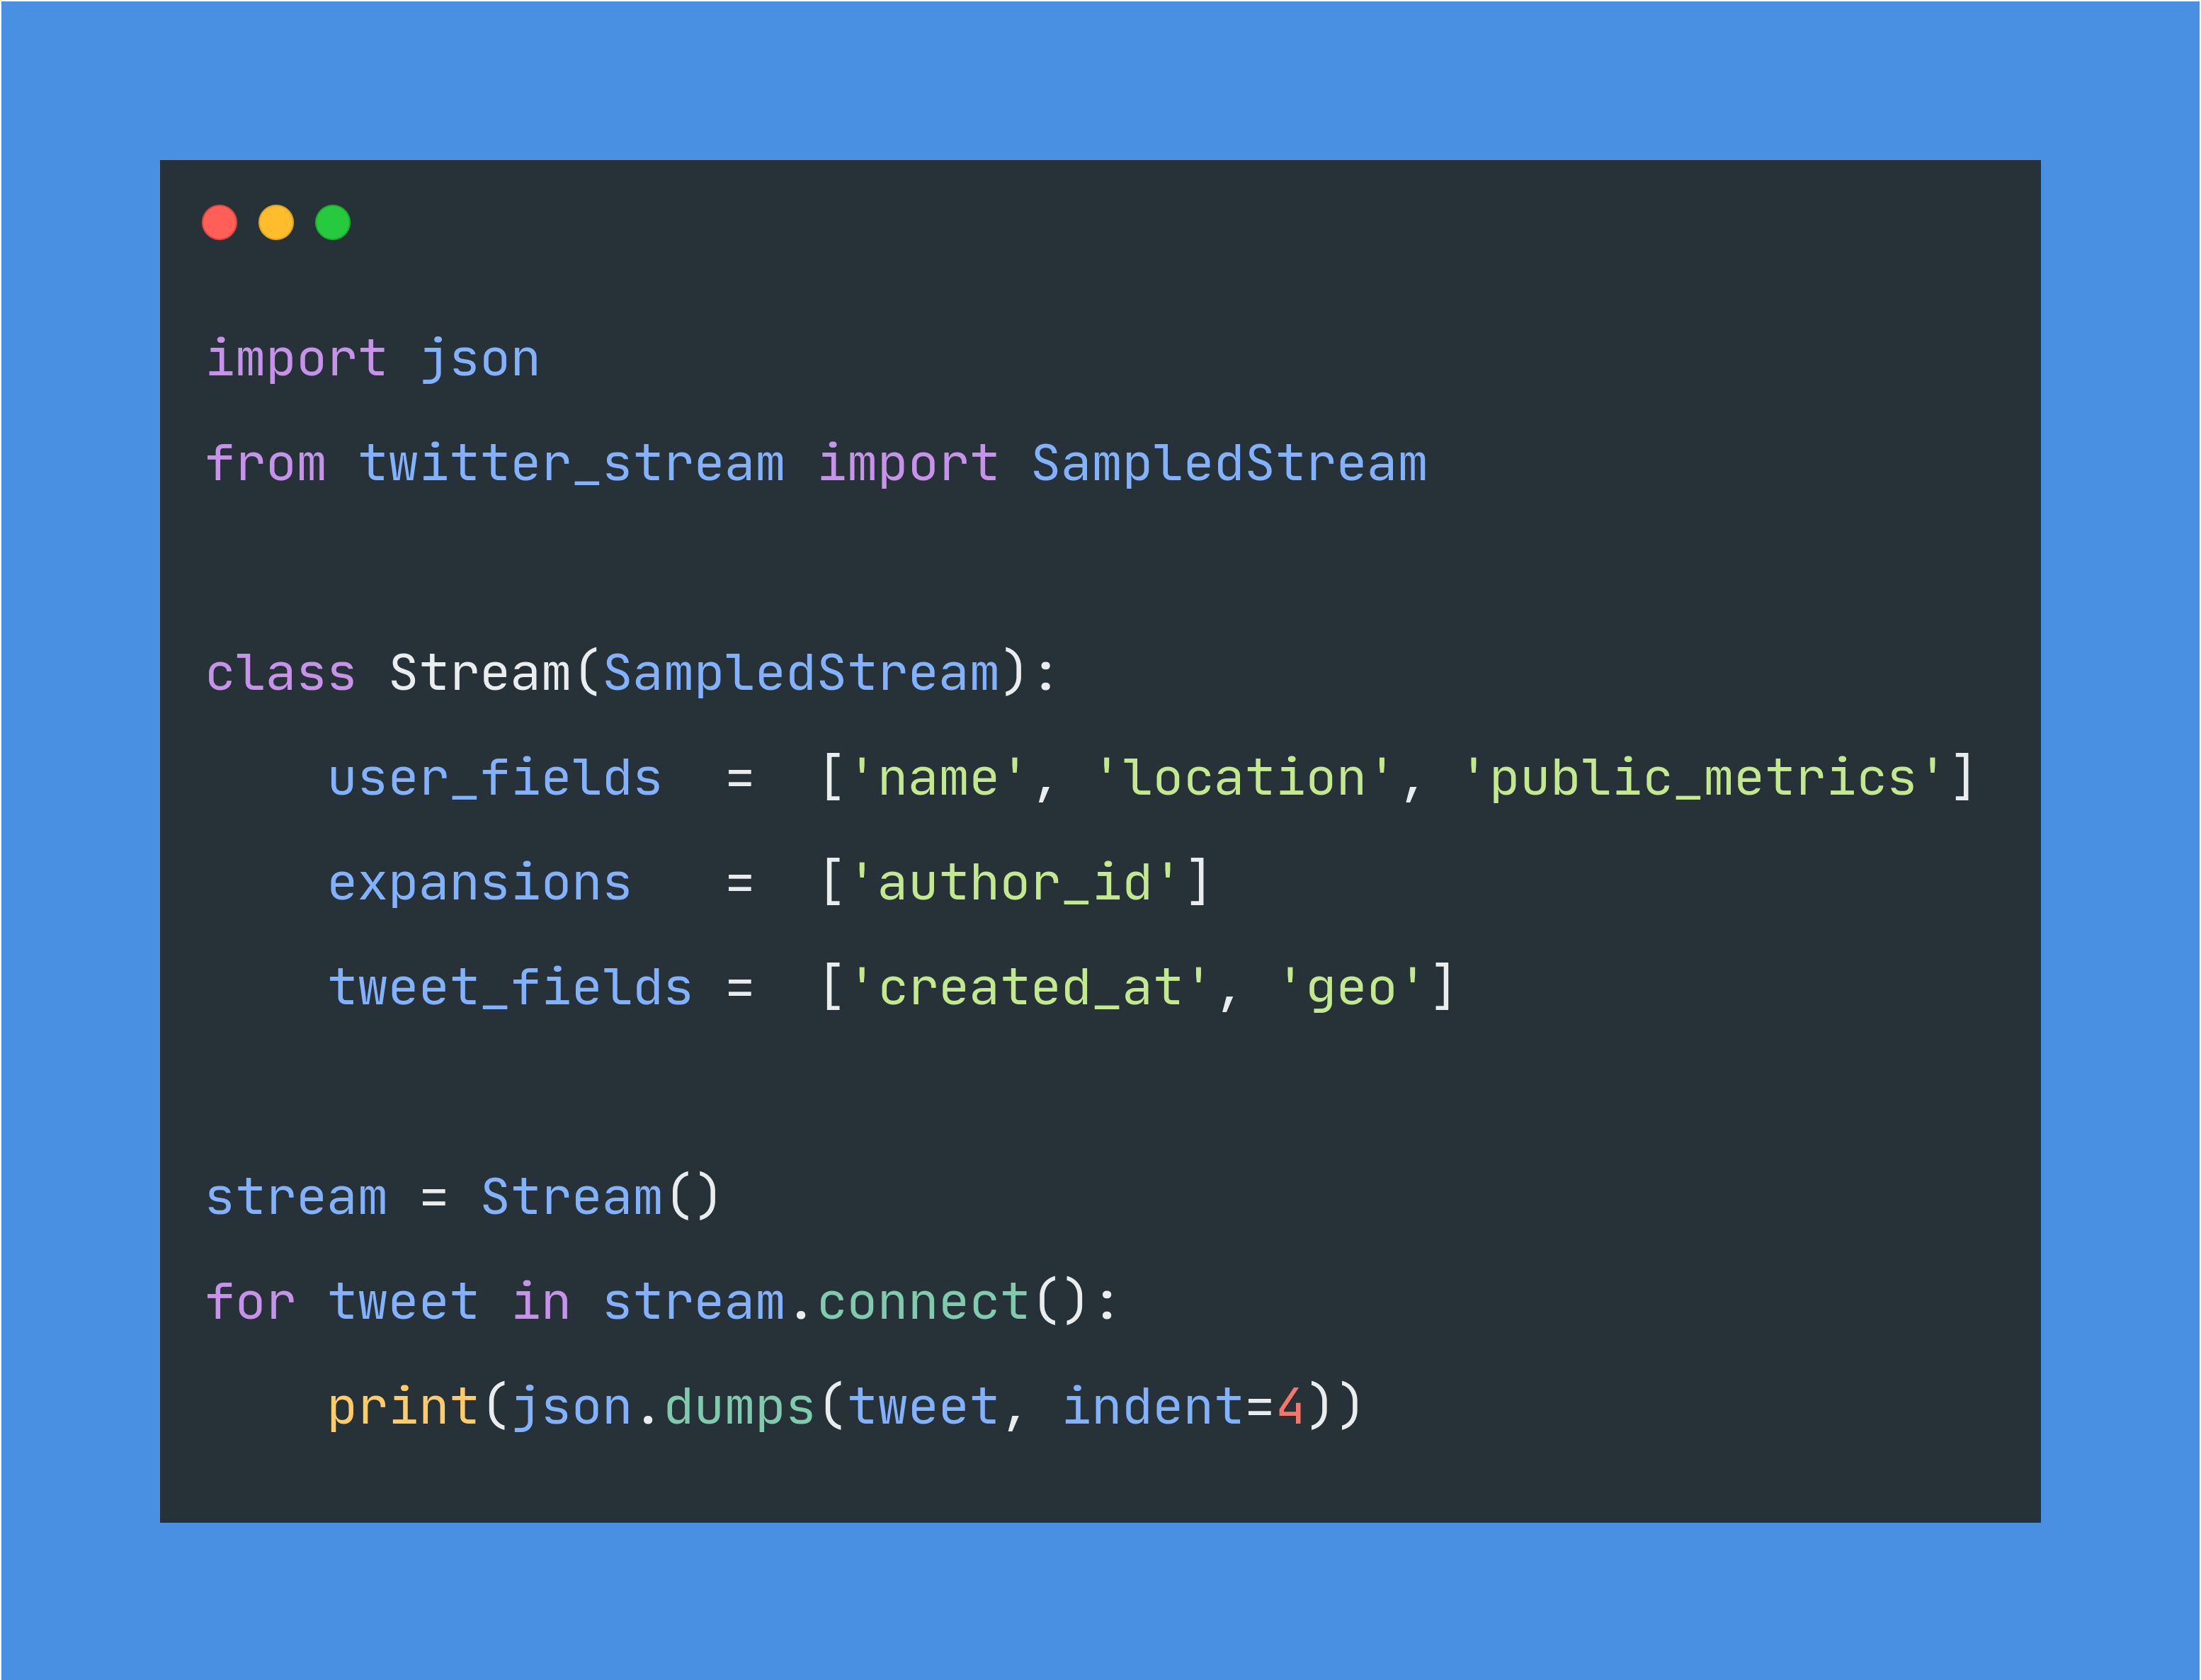 import json
from twitter_stream import SampledStream
class Stream(SampledStream):
    user_fields  =  ['name', 'location', 'public_metrics']
    expansions   =  ['author_id']
    tweet_fields =  ['created_at', 'geo']
stream = Stream()
for tweet in stream.connect():
    print(json.dumps(tweet, indent=4))